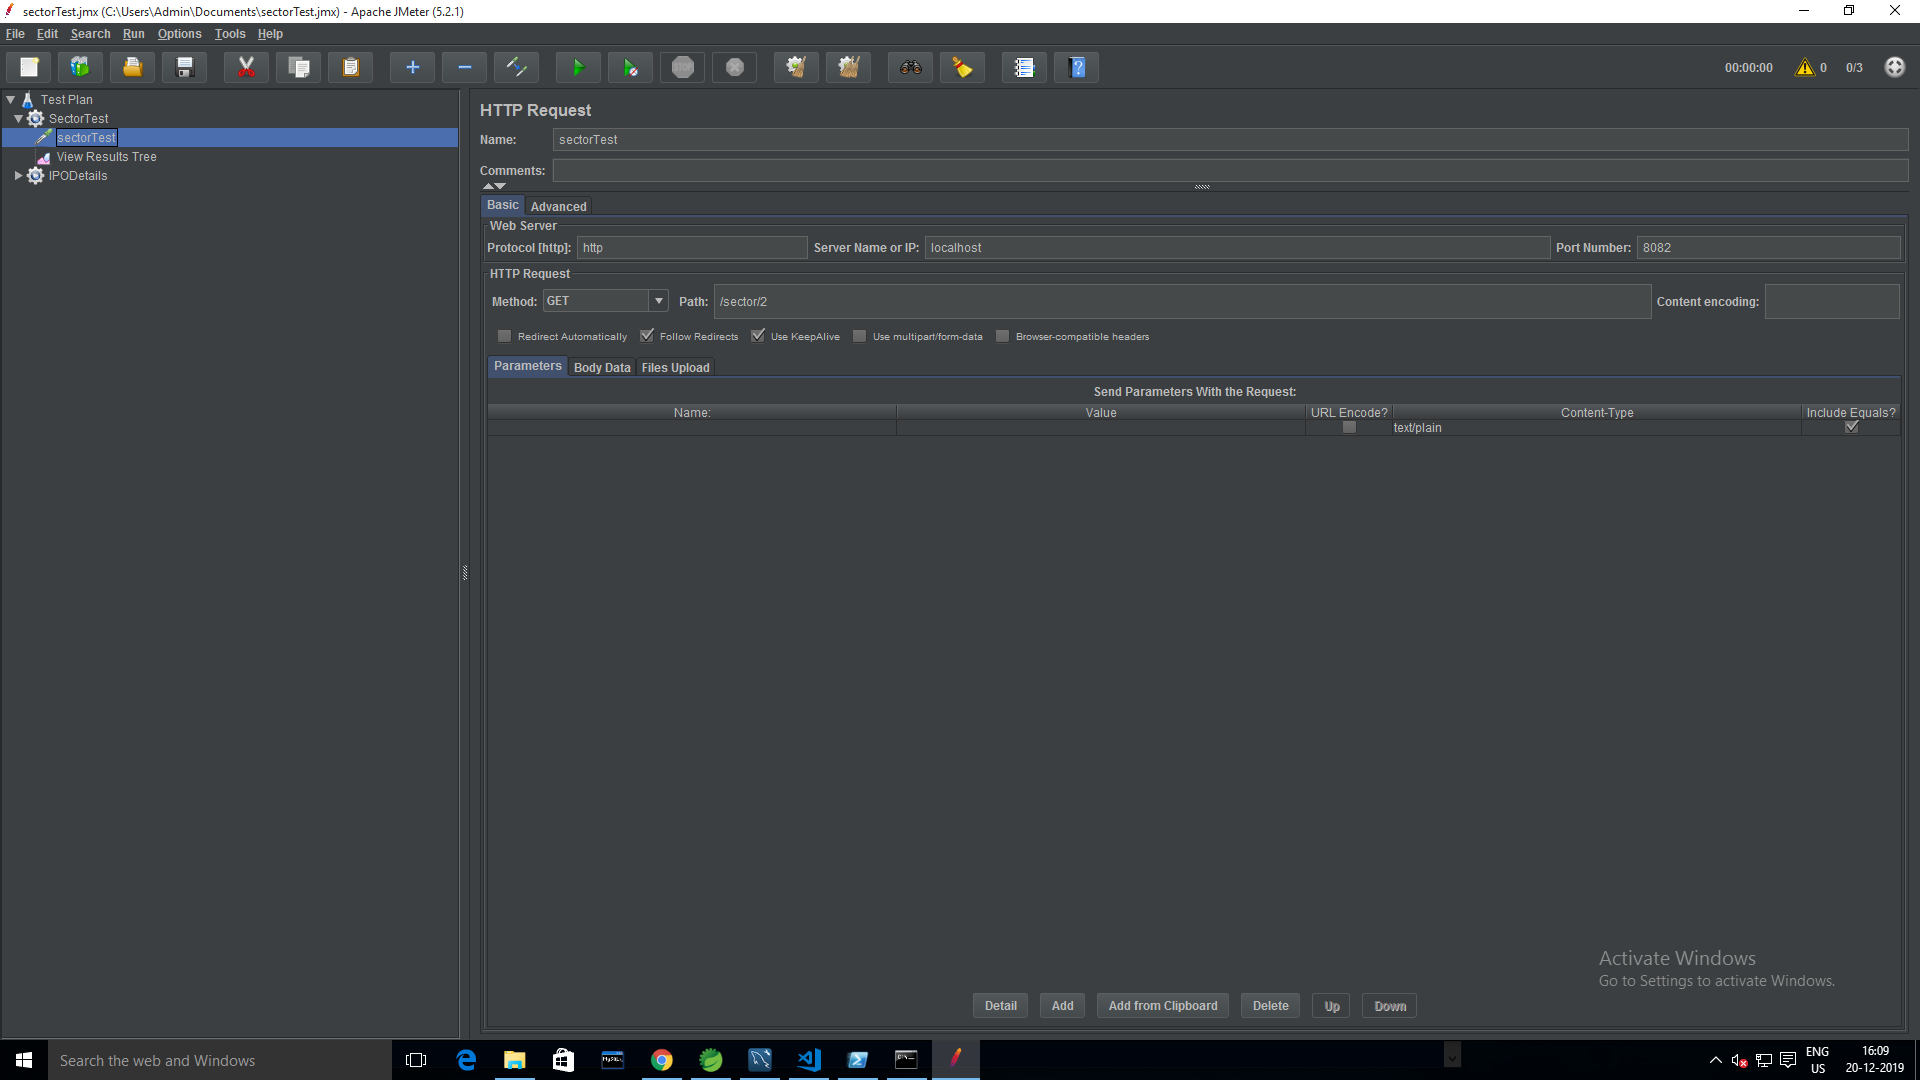 sectorTest.jmx (C:\Users\Admin\Documents\sectorTest.jmx) - Apache JMeter (5.2.1)
File Edit Search Run Options Tools Help
STOP
00:00:00 0 0/3
Test Plan
SectorTest
sectorTest
View Results Tree
IPODetails
HTTP Request
Name: sectorTest
Comments:
Basic Advanced
Web Server
Protocol [http]: http Server Name or IP: localhost Port Number: 8082
HTTP Request
Method: GET Path: /sector/2 Content encoding:
Redirect Automatically Follow Redirects Use KeepAlive Use multipart/form-data Browser-compatible headers
Parameters Body Data Files Upload
Send Parameters With the Request:
Name: Value URL Encode? Content-Type Include Equals?
text/plain
Activate Windows
Go to Settings to activate Windows.
Detail Add Add from Clipboard Delete Up Down
Search the web and Windows
MySQL
ENG 16:09
US 20-12-2019